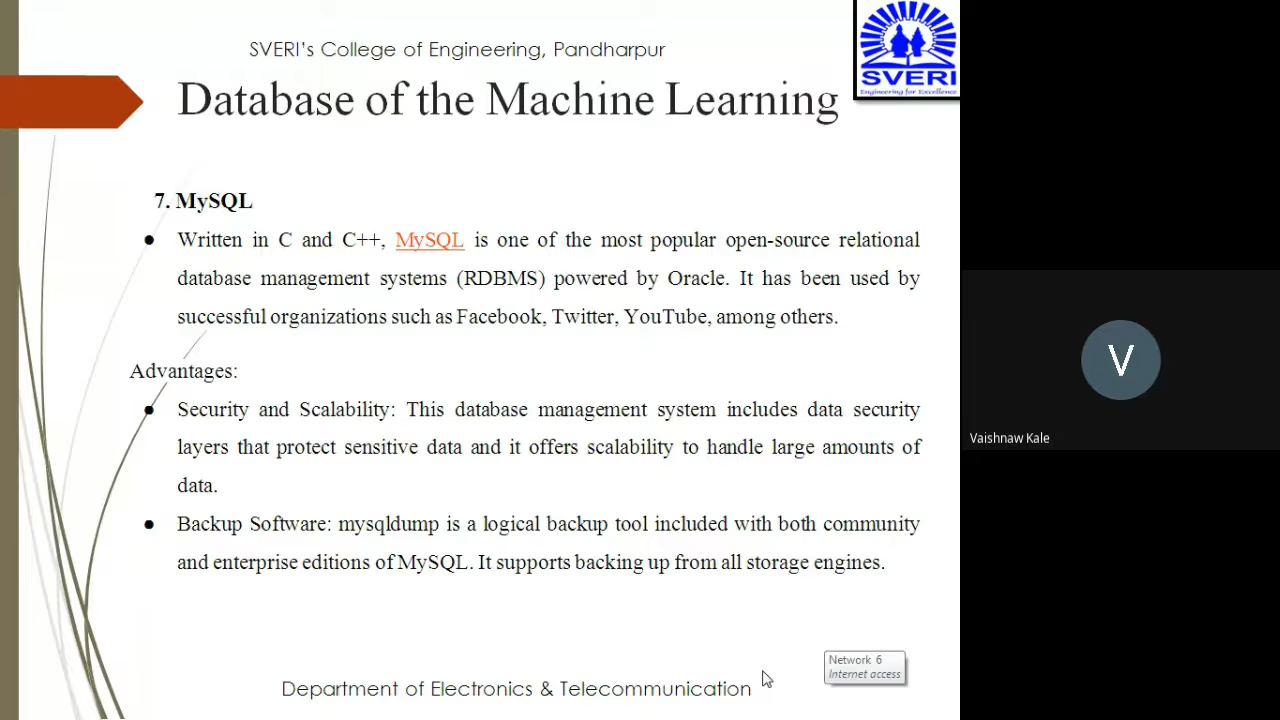 SVERI's College of Engineering, Pandharpur
SVERI
Engineering for Excellence
Database of the Machine Learning
7. MySQL
● Written in C and C++, MySQL is one of the most popular open-source relational
database management systems (RDBMS) powered by Oracle. It has been used by
successful organizations such as Facebook, Twitter, YouTube, among others.
Advantages:
● Security and Scalability: This database management system includes data security
layers that protect sensitive data and it offers scalability to handle large amounts of
data.
● Backup Software: mysqldump is a logical backup tool included with both community
and enterprise editions of MySQL. It supports backing up from all storage engines.
Network 6
Internet access
Department of Electronics & Telecommunication
V
Vaishnaw Kale